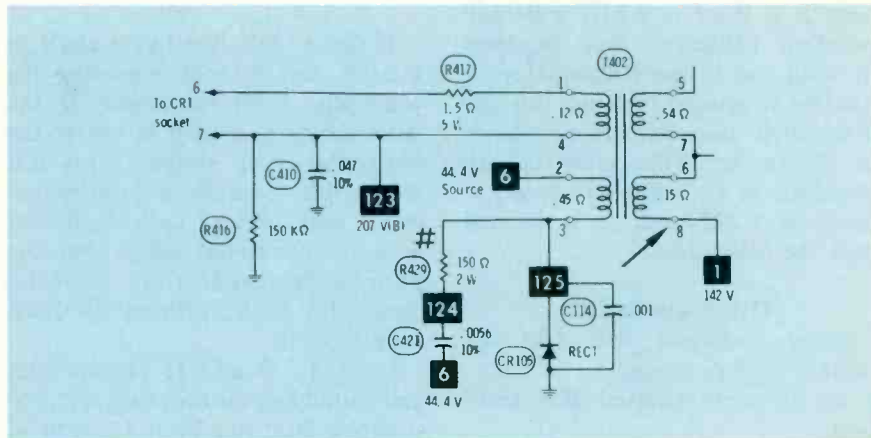 R417
T402
6
1
5
To CRT
socket
1.5 Ω
5 W
.12 Ω
.54 Ω
7
4
7
C410
.047
10%
44.4 V
Source
6
2
6
123
207 V(B)
.45 Ω
.15 Ω
R416
150 KΩ
3
8
#
R429
150 Ω
2 W
125
1
142 V
124
C114
.001
C421
.0056
10%
CR105
RECT
6
44.4 V